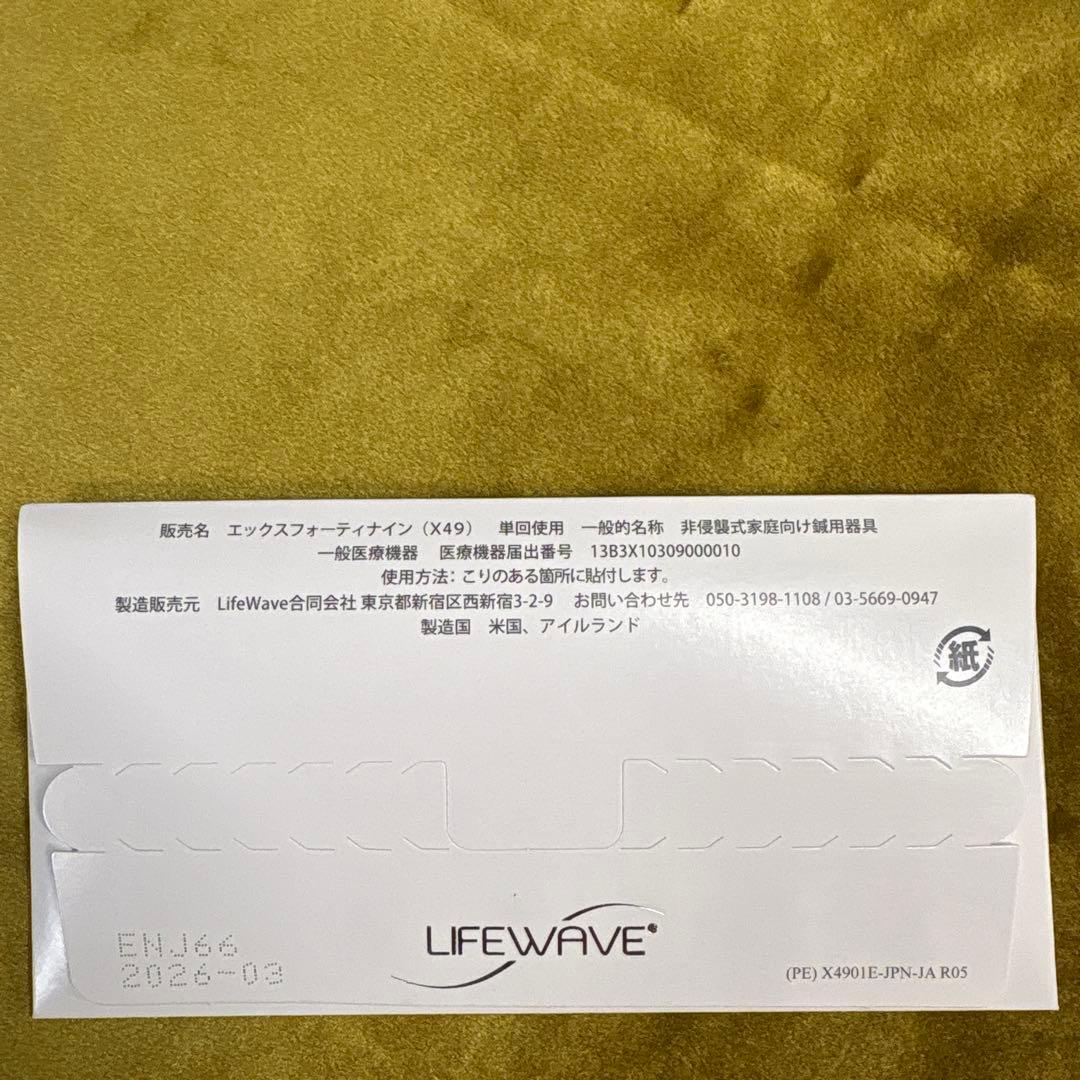 販売名 エックスフォーティナイン（X49） 単回使用 一般的名称 非侵襲式家庭向け鍼用器具
一般医療機器 医療機器届出番号 13B3X10309000010
使用方法：こりのある箇所に貼付します。
製造販売元 LifeWave合同会社 東京都新宿区西新宿3-2-9 お問い合わせ先 050-3198-1108 / 03-5669-0947
製造国 米国、アイルランド
紙
LIFEWAVE
ENJ66
2026-03
(PE) X4901E-JPN-JA R05